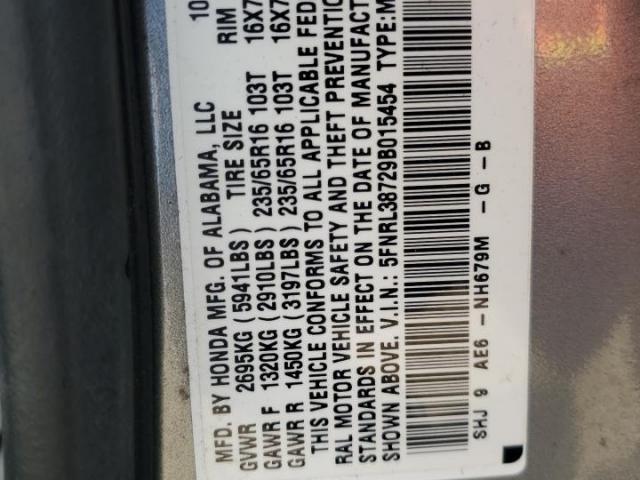 MFD. BY HONDA MFG. OF ALABAMA, LLC 10
GVWR TIRE SIZE RIM
2695KG (5941LBS)
GAWR F 1320KG (2910LBS) 235/65R16 103T 16X7
GAWR R 1450KG (3197LBS) 235/65R16 103T 16X7
THIS VEHICLE CONFORMS TO ALL APPLICABLE FED
RAL MOTOR VEHICLE SAFETY AND THEFT PREVENTIO
STANDARDS IN EFFECT ON THE DATE OF MANUFACT
SHOWN ABOVE. V.I.N.: 5FNRL38729B015454 TYPE:M
SHJ 9 AE6 -NH679M -G -B